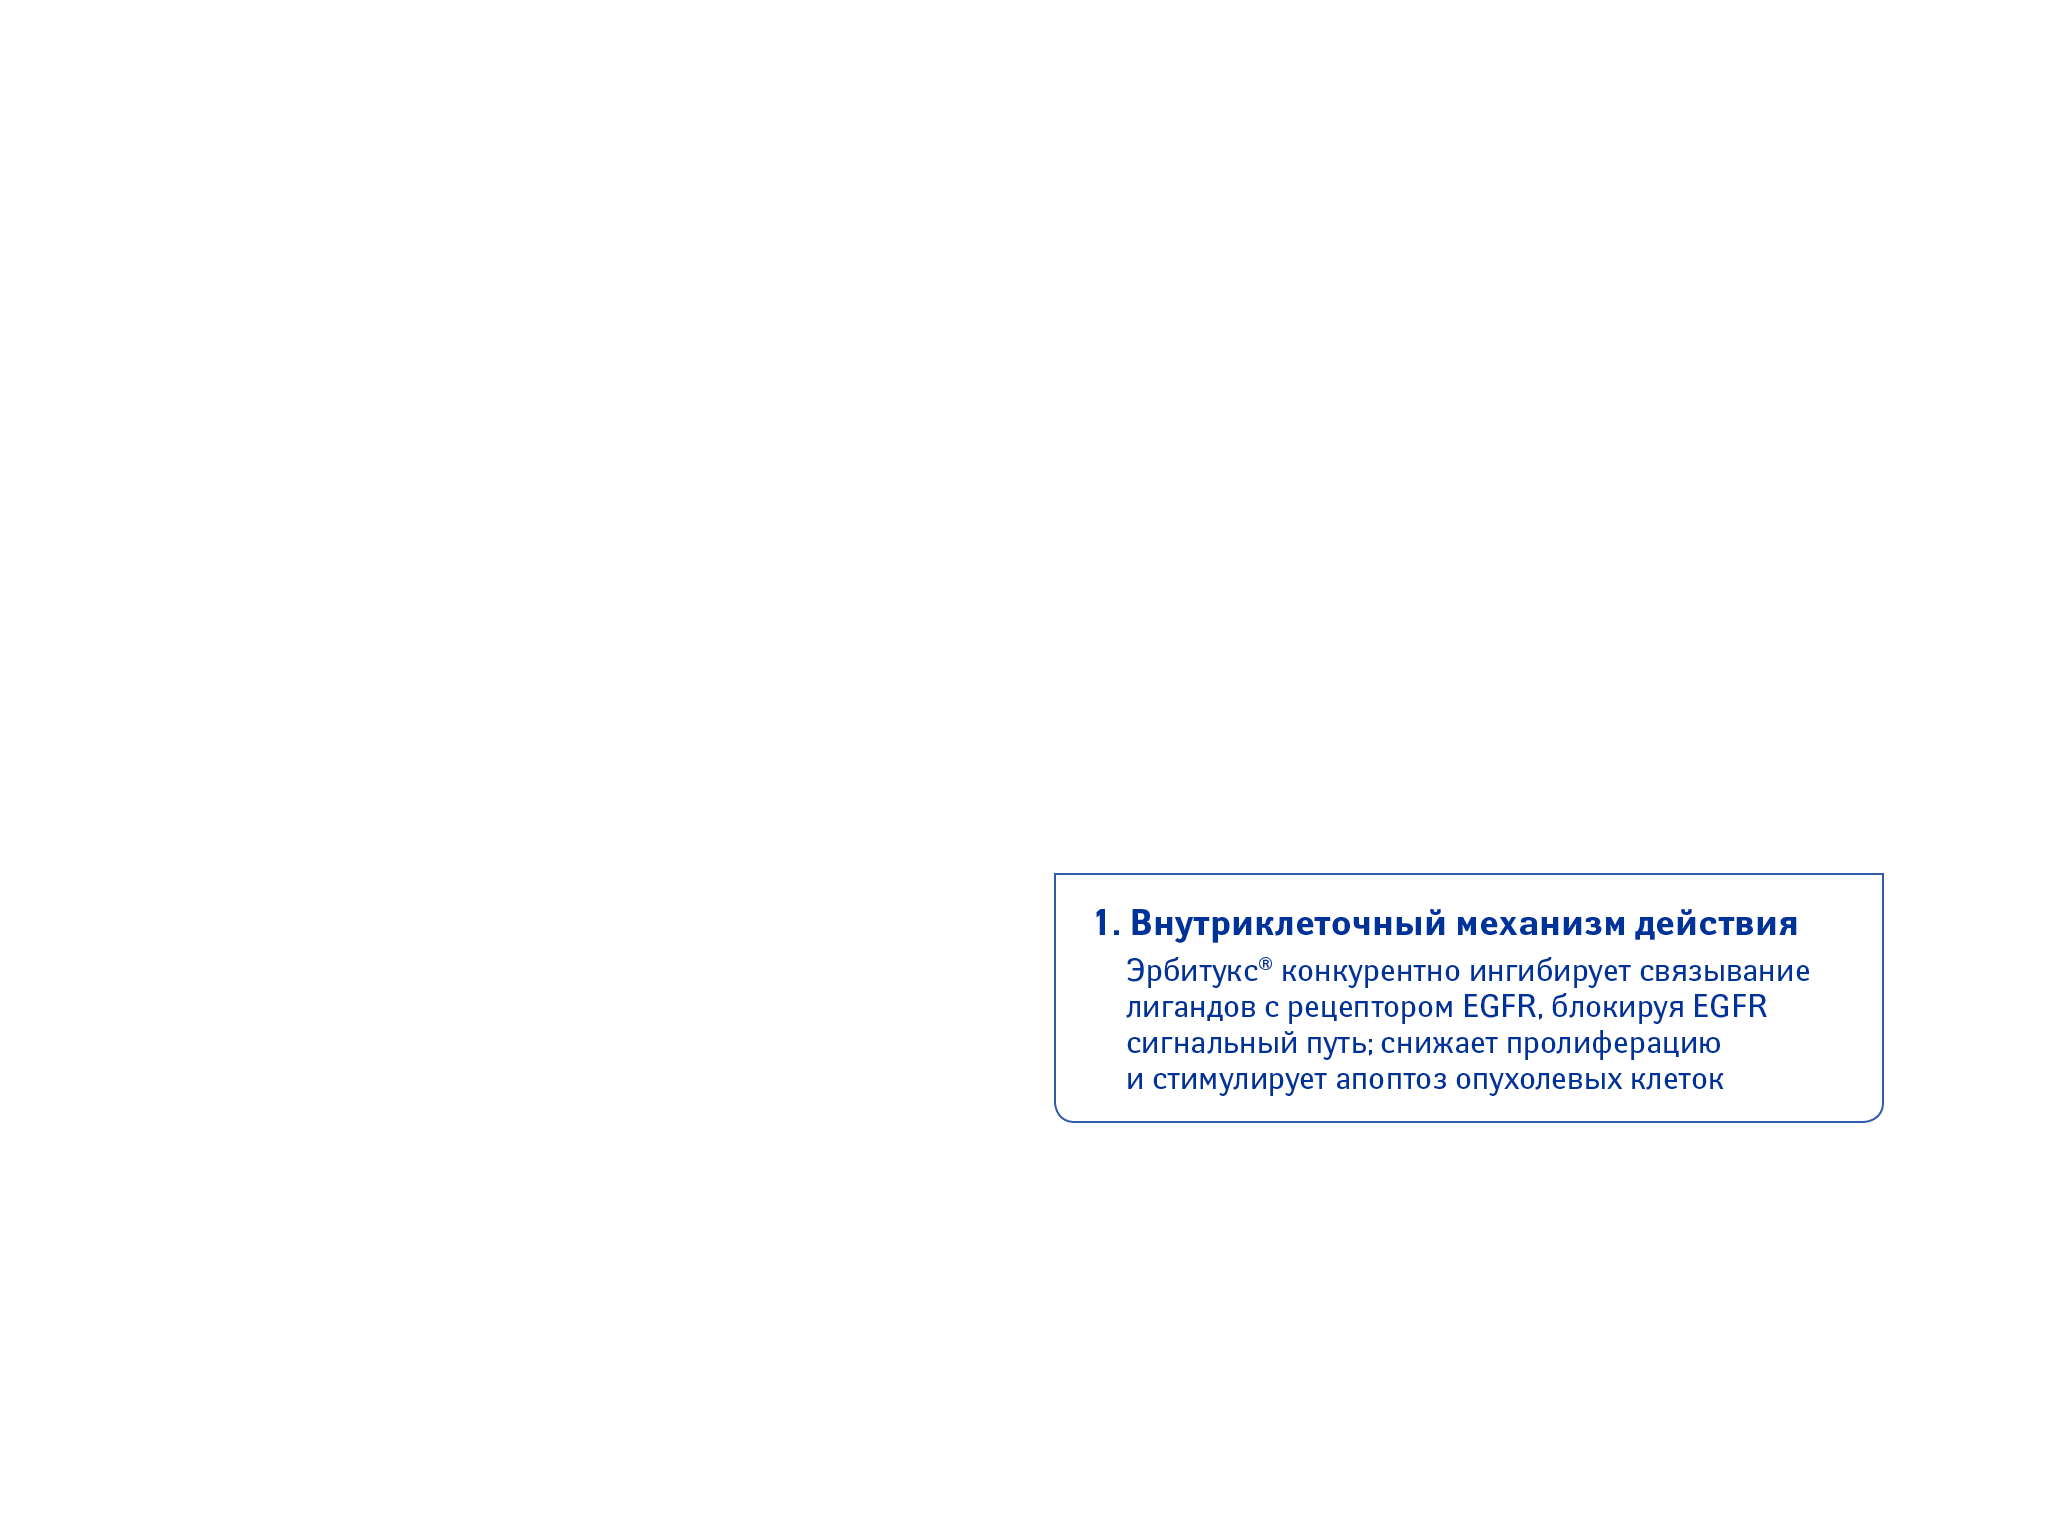 1. Внутриклеточный механизм действия
Эрбитукс® конкурентно ингибирует связывание
лигандов с рецептором EGFR, блокируя EGFR
сигнальный путь; снижает пролиферацию
и стимулирует апоптоз опухолевых клеток